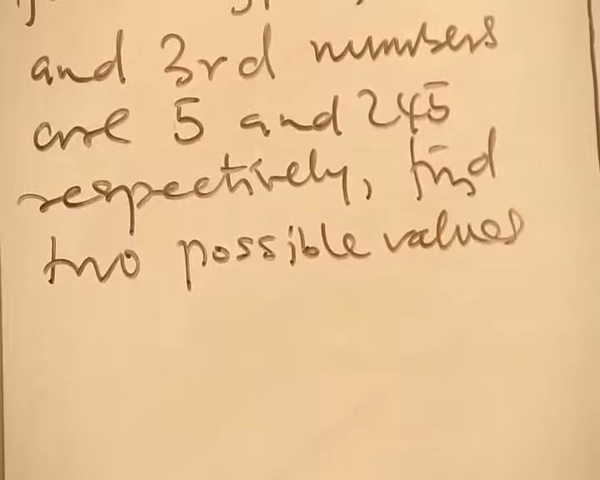 and 3rd numbers
are 5 and 245
respectively, find
two possible values